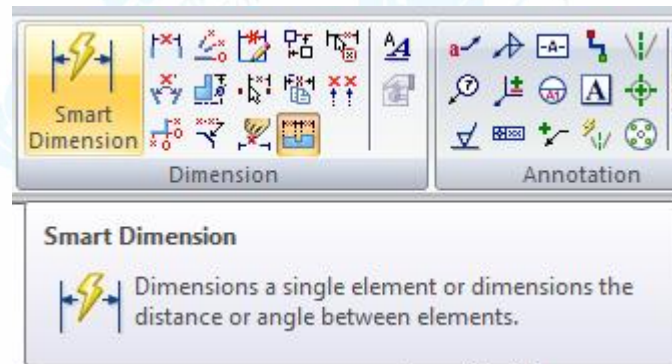 Smart
Dimension
Dimension
Annotation
Smart Dimension
Dimensions a single element or dimensions the
distance or angle between elements.